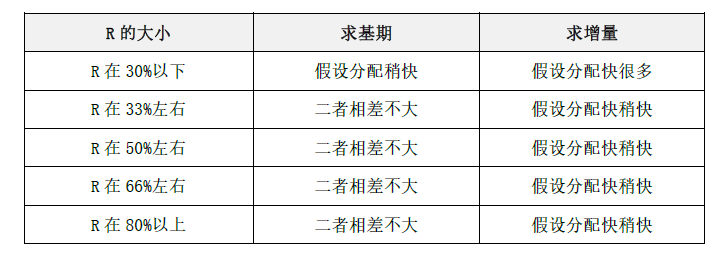 R 的大小 求基期 求增量
R 在 30%以下 假设分配稍快 假设分配快很多
R 在 33%左右 二者相差不大 假设分配快稍快
R 在 50%左右 二者相差不大 假设分配快稍快
R 在 66%左右 二者相差不大 假设分配快稍快
R 在 80%以上 二者相差不大 假设分配快稍快